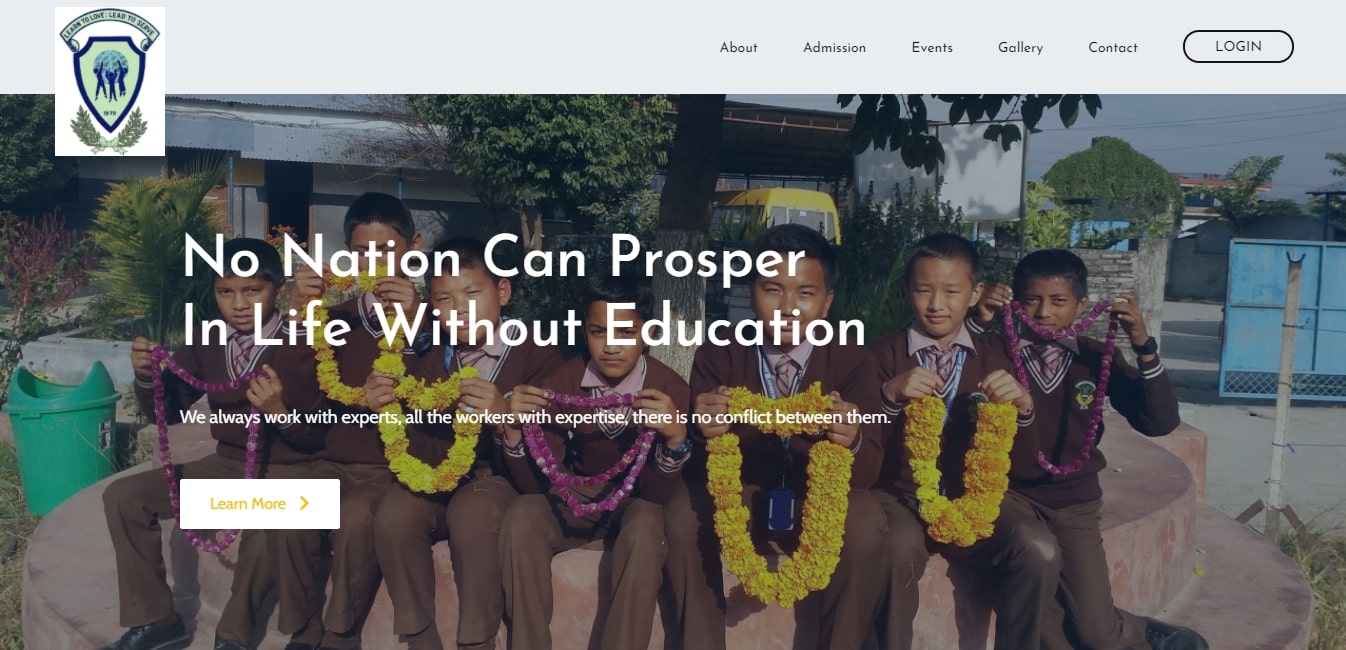 LEARN TO LOVE : LEAD TO SERVE
1979
About
Admission
Events
Gallery
Contact
LOGIN
No Nation Can Prosper
In Life Without Education
We always work with experts, all the workers with expertise, there is no conflict between them.
Learn More